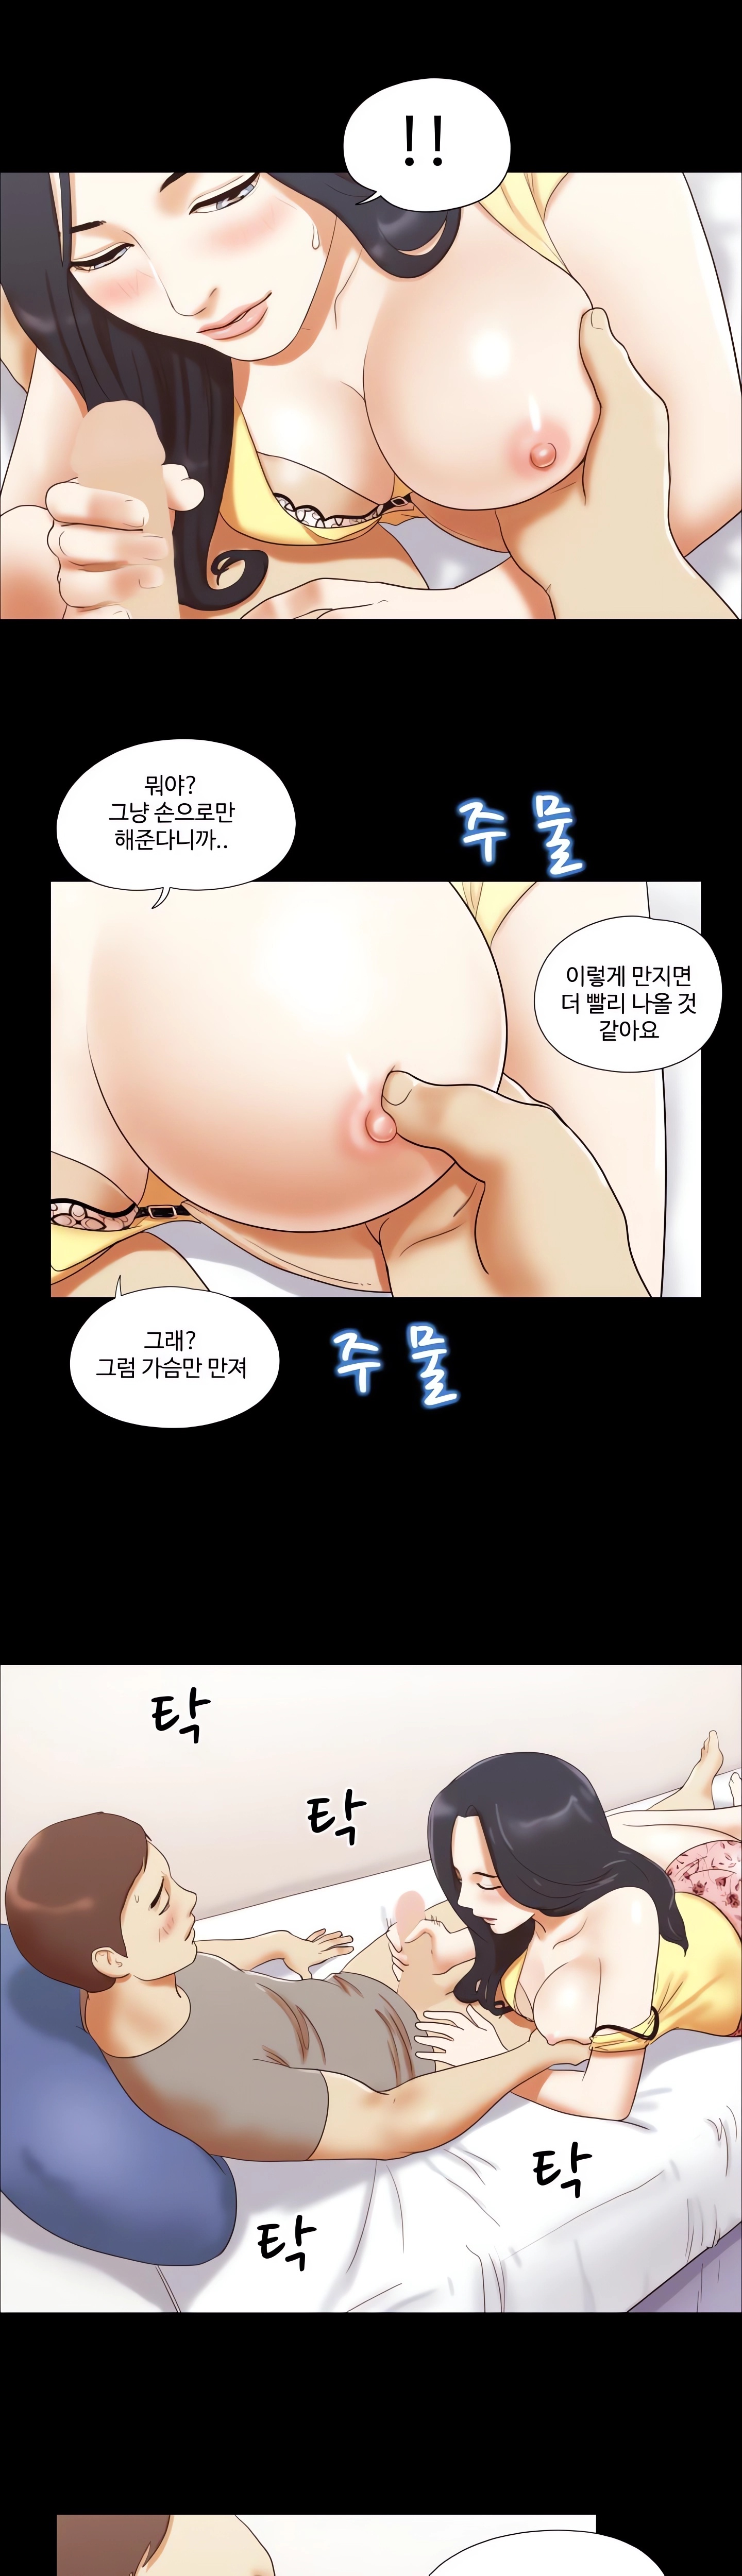 !!
뭐야?
그냥 손으로만
해준다니까..
주 물
이렇게 만지면
더 빨리 나올 것
같아요
그래?
그럼 가슴만 만져
주 물
탁
탁
탁
탁